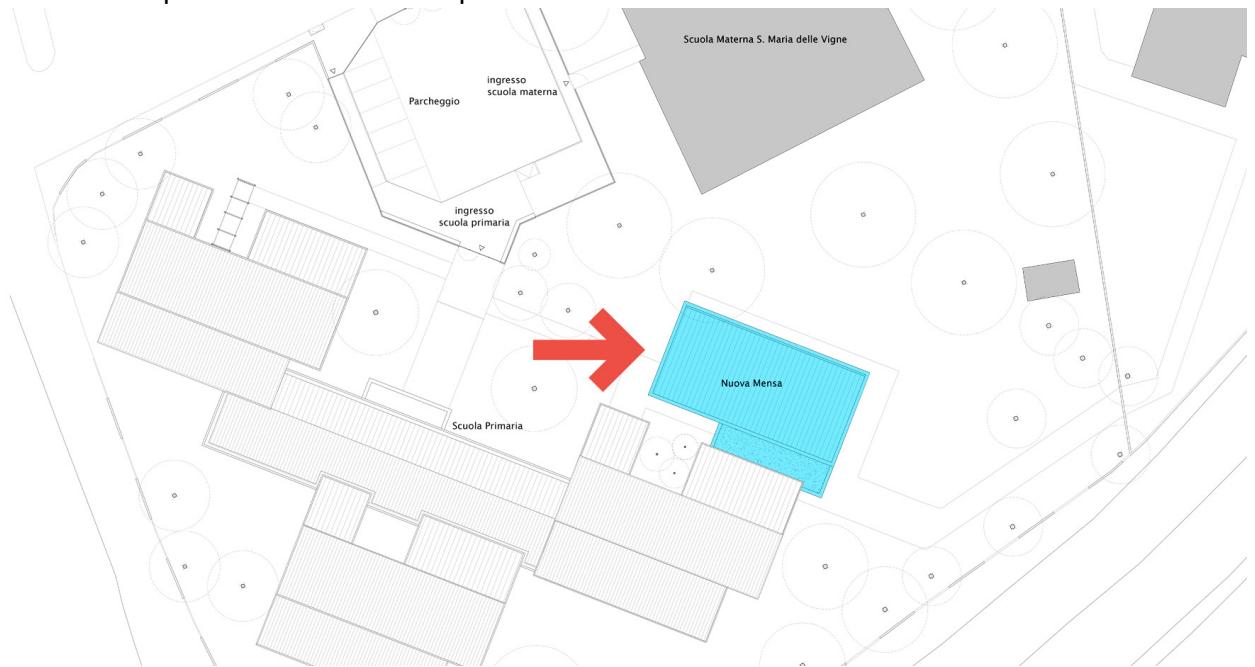 Scuola Materna S. Maria delle Vigne
ingresso
scuola materna
Parcheggio
ingresso
scuola primaria
Nuova Mensa
Scuola Primaria